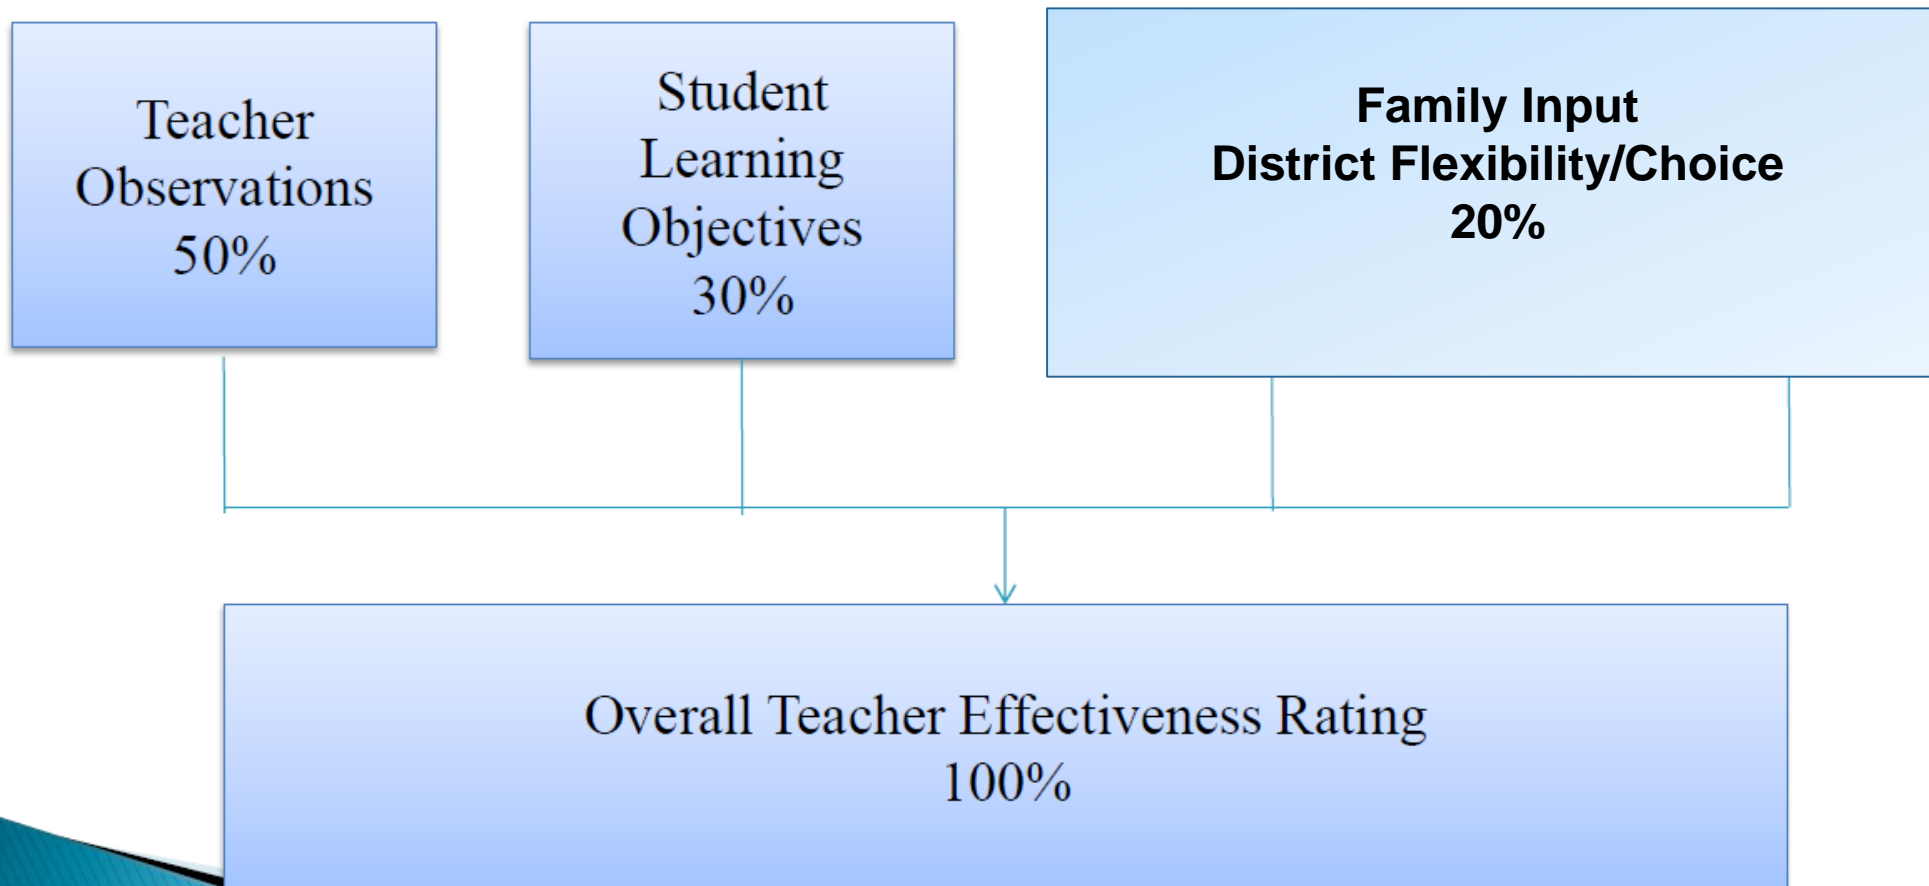 Teacher
Observations
50%
Student
Learning
Objectives
30%
Family Input
District Flexibility/Choice
20%
Overall Teacher Effectiveness Rating
100%